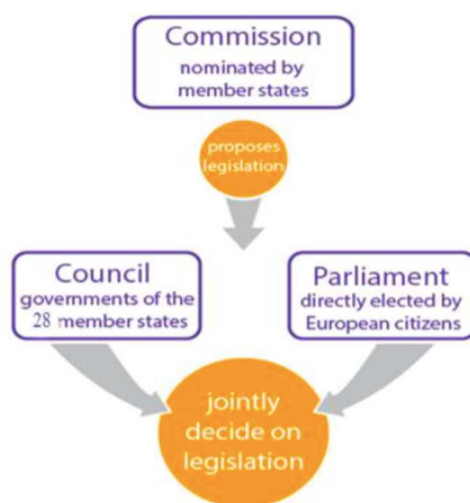 Commission
nominated by
member states
proposes
legislation
Council
governments of the
28 member states
Parliament
directly elected by
European citizens
jointly
decide on
legislation